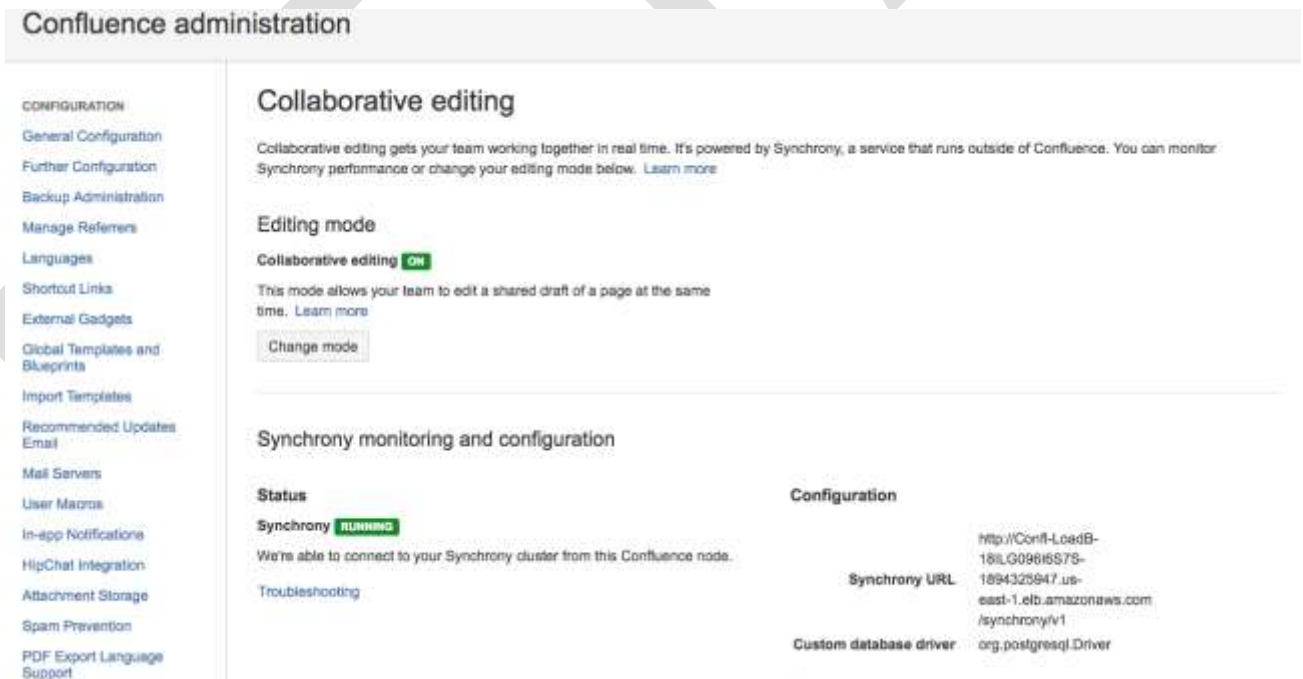 Confluence administration
CONFIGURATION
General Configuration
Further Configuration
Backup Administration
Manage Referrers
Languages
Shortcut Links
External Gadgets
Global Templates and
Blueprints
Import Templates
Recommended Updates
Email
Mail Servers
User Macros
In-app Notifications
HipChat Integration
Attachment Storage
Spam Prevention
PDF Export Language
Support
Collaborative editing
Collaborative editing gets your team working together in real time. It's powered by Synchrony, a service that runs outside of Confluence. You can monitor
Synchrony performance or change your editing mode below. Learn more
Editing mode
Collaborative editing ON
This mode allows your team to edit a shared draft of a page at the same
time. Learn more
Change mode
Synchrony monitoring and configuration
Status
Synchrony RUNNING
We're able to connect to your Synchrony cluster from this Confluence node.
Troubleshooting
Configuration
Synchrony URL
http://Confl-LoadB-
1894325947.us-
east-1.elb.amazonaws.com
/synchrony/v1
Custom database driver org.postgresql.Driver